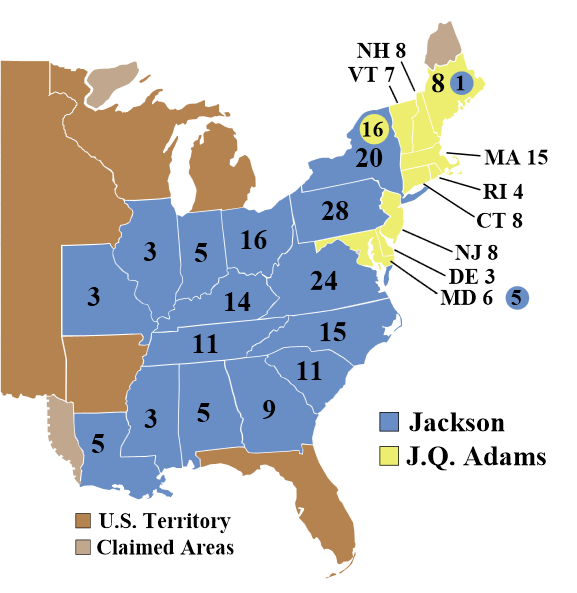 NH 8
VT 7
8 1
16
20
MA 15
RI 4
CT 8
28
NJ 8
DE 3
MD 6 5
3
5
16
24
3
14
11
15
11
3
5
9
5
Jackson
J.Q. Adams
U.S. Territory
Claimed Areas